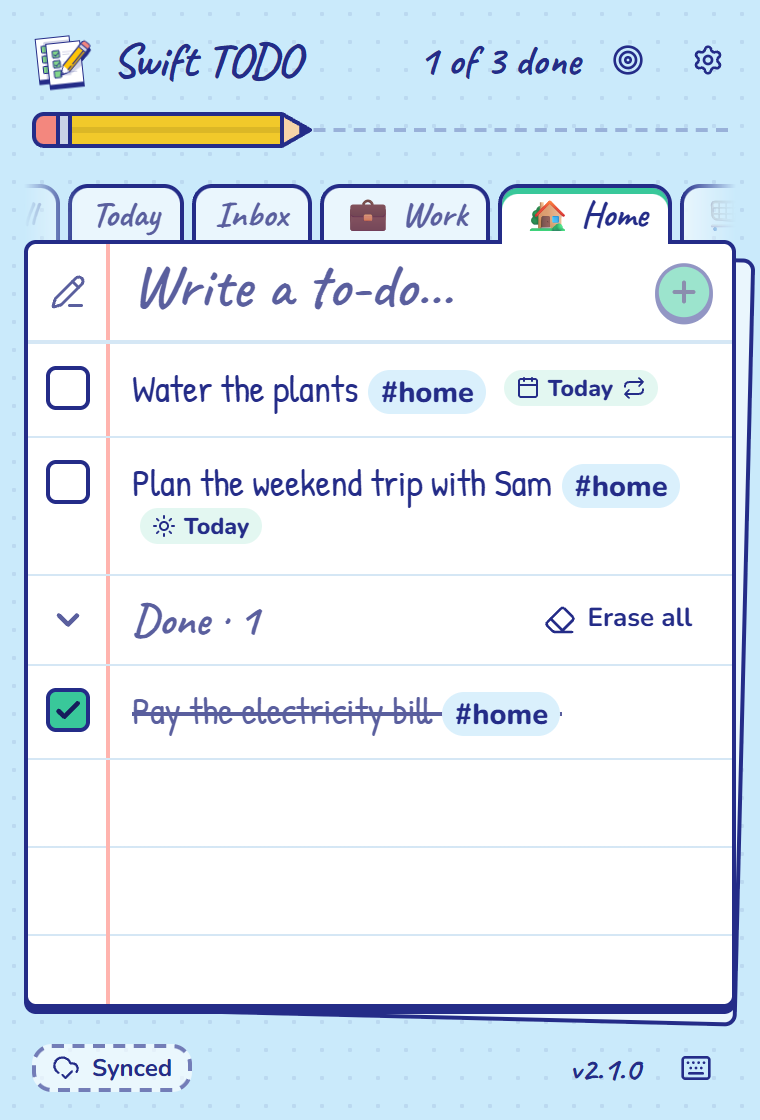 Swift TODO 1 of 3 done
Today Inbox Work Home
Write a to-do...
Water the plants #home Today
Plan the weekend trip with Sam #home
Today
Done · 1 Erase all
Pay the electricity bill #home
Synced v2.1.0